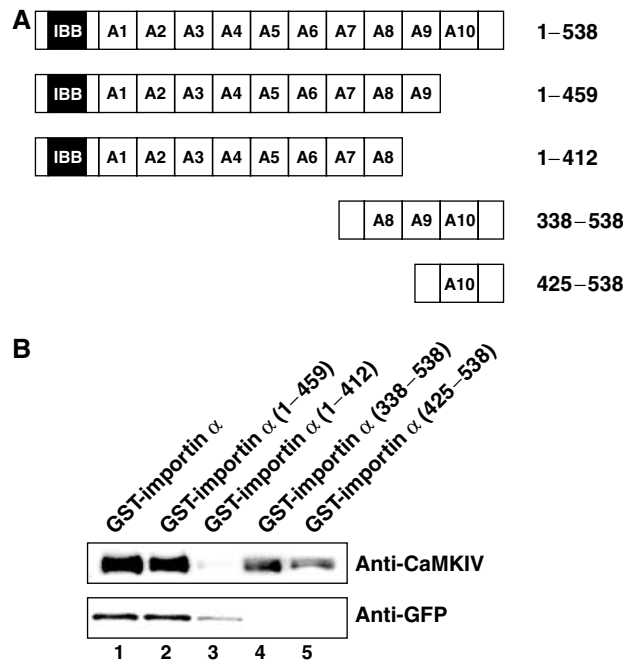 A
IBB A1 A2 A3 A4 A5 A6 A7 A8 A9 A10 1–538
IBB A1 A2 A3 A4 A5 A6 A7 A8 A9 1–459
IBB A1 A2 A3 A4 A5 A6 A7 A8 1–412
A8 A9 A10 338–538
A10 425–538
B
GST-importin α
GST-importin α (1–459)
GST-importin α (1–412)
GST-importin α (338–538)
GST-importin α (425–538)
Anti-CaMKIV
Anti-GFP
1 2 3 4 5